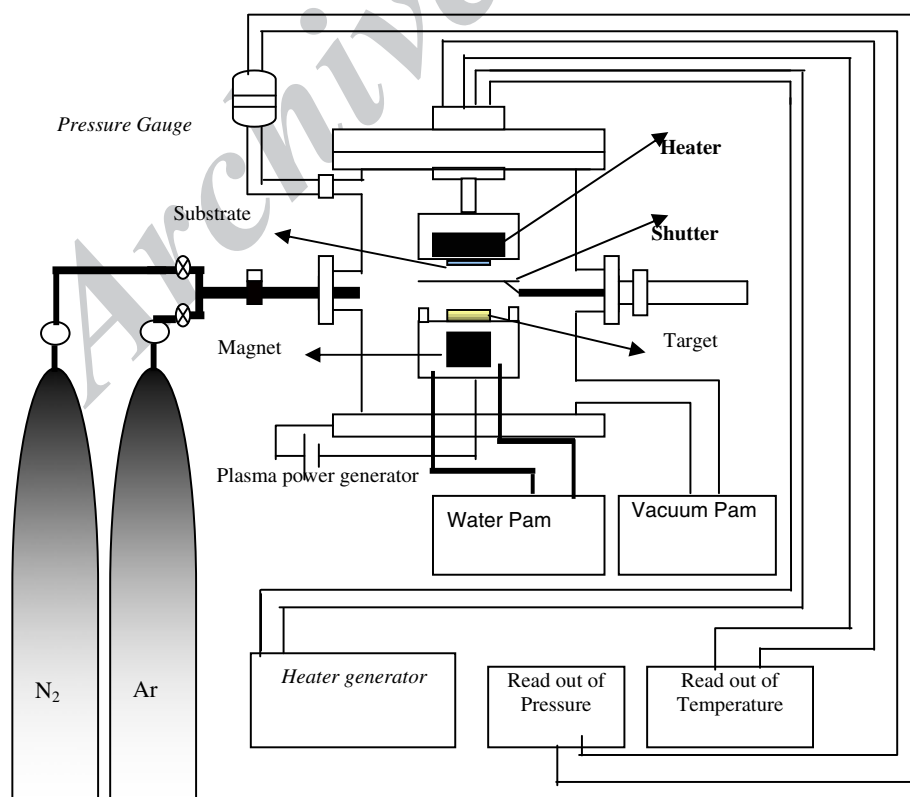 Archive
Pressure Gauge
Heater
Substrate
Shutter
Magnet
Target
Plasma power generator
Water Pam
Vacuum Pam
N₂
Ar
Heater generator
Read out of
Pressure
Read out of
Temperature